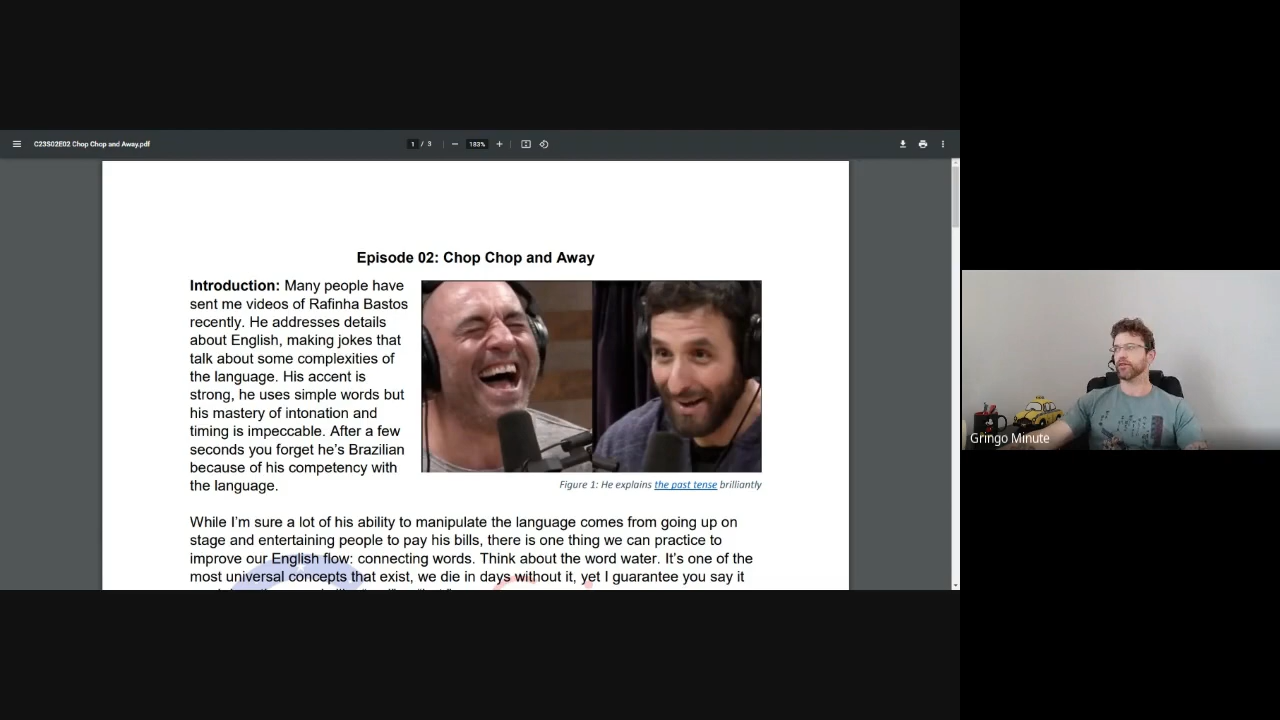 C23S02E02 Chop Chop and Away.pdf
1 / 3
183%
Episode 02: Chop Chop and Away
Introduction: Many people have
sent me videos of Rafinha Bastos
recently. He addresses details
about English, making jokes that
talk about some complexities of
the language. His accent is
strong, he uses simple words but
his mastery of intonation and
timing is impeccable. After a few
seconds you forget he's Brazilian
because of his competency with
the language.
Figure 1: He explains the past tense brilliantly
While I'm sure a lot of his ability to manipulate the language comes from going up on
stage and entertaining people to pay his bills, there is one thing we can practice to
improve our English flow: connecting words. Think about the word water. It's one of the
most universal concepts that exist, we die in days without it, yet I guarantee you say it
Gringo Minute